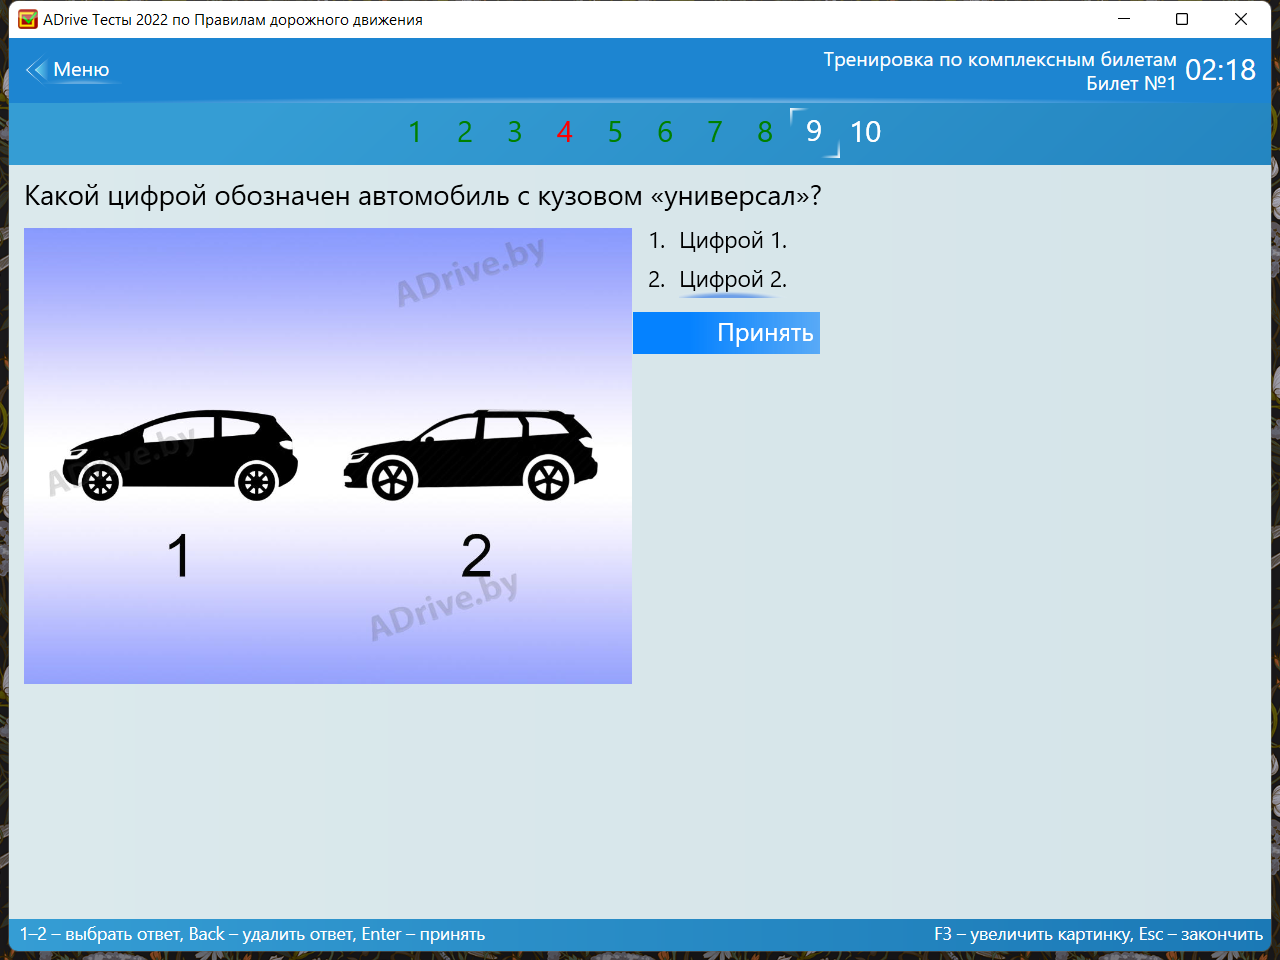 ADrive Тесты 2022 по Правилам дорожного движения
Меню
Тренировка по комплексным билетам
Билет №1
02:18
1 2 3 4 5 6 7 8 9 10
Какой цифрой обозначен автомобиль с кузовом «универсал»?
1. Цифрой 1.
2. Цифрой 2.
Принять
ADrive.by
ADrive.by
1
2
ADrive.by
1–2 – выбрать ответ, Back – удалить ответ, Enter – принять
F3 – увеличить картинку, Esc – закончить